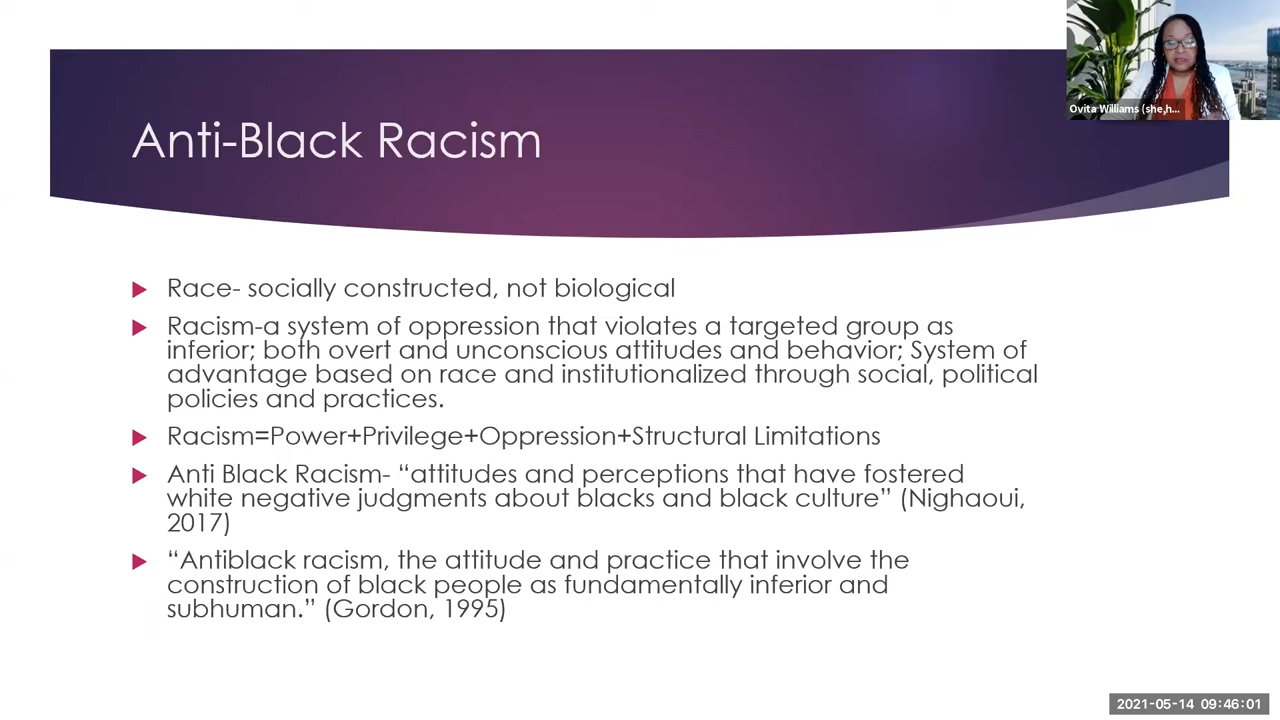 Ovita Williams (she,h...
Anti-Black Racism
Race- socially constructed, not biological
Racism-a system of oppression that violates a targeted group as
inferior; both overt and unconscious attitudes and behavior; System of
advantage based on race and institutionalized through social, political
policies and practices.
Racism=Power+Privilege+Oppression+Structural Limitations
Anti Black Racism- “attitudes and perceptions that have fostered
white negative judgments about blacks and black culture” (Nighaoui,
2017)
“Antiblack racism, the attitude and practice that involve the
construction of black people as fundamentally inferior and
subhuman.” (Gordon, 1995)
2021-05-14 09:46:01